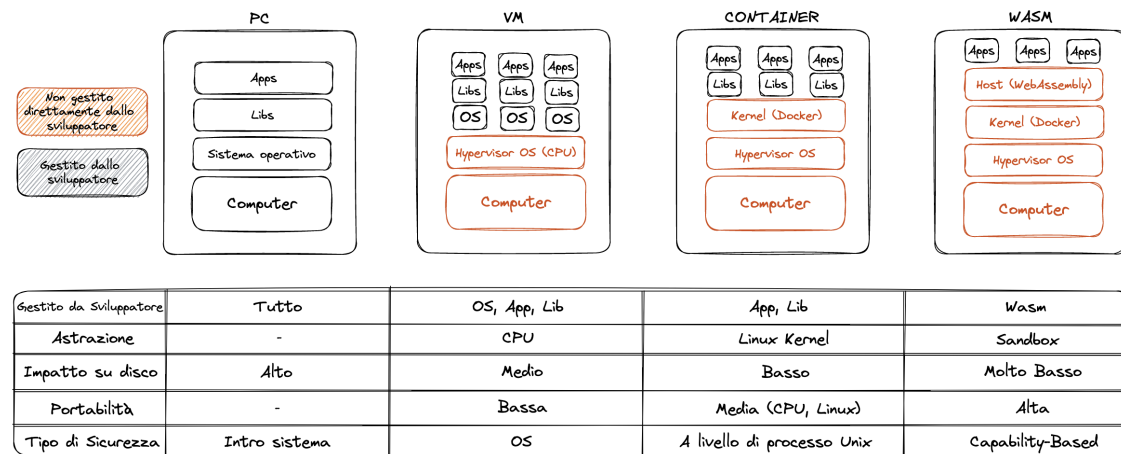 PC
VM
CONTAINER
WASM
Non gestito
direttamente dallo
sviluppatore
Gestito dallo
sviluppatore
Apps
Libs
Sistema operativo
Computer
Apps Apps Apps
Libs Libs Libs
OS OS OS
Hypervisor OS (CPU)
Computer
Apps Apps Apps
Libs Libs Libs
Kernel (Docker)
Hypervisor OS
Computer
Apps Apps Apps
Host (WebAssembly)
Kernel (Docker)
Hypervisor OS
Computer
Gestito da Sviluppatore Tutto OS, App, Lib App, Lib Wasm
Astrazione - CPU Linux Kernel Sandbox
Impatto su disco Alto Medio Basso Molto Basso
Portabilità - Bassa Media (CPU, Linux) Alta
Tipo di Sicurezza Intro sistema OS A livello di processo Unix Capability-Based